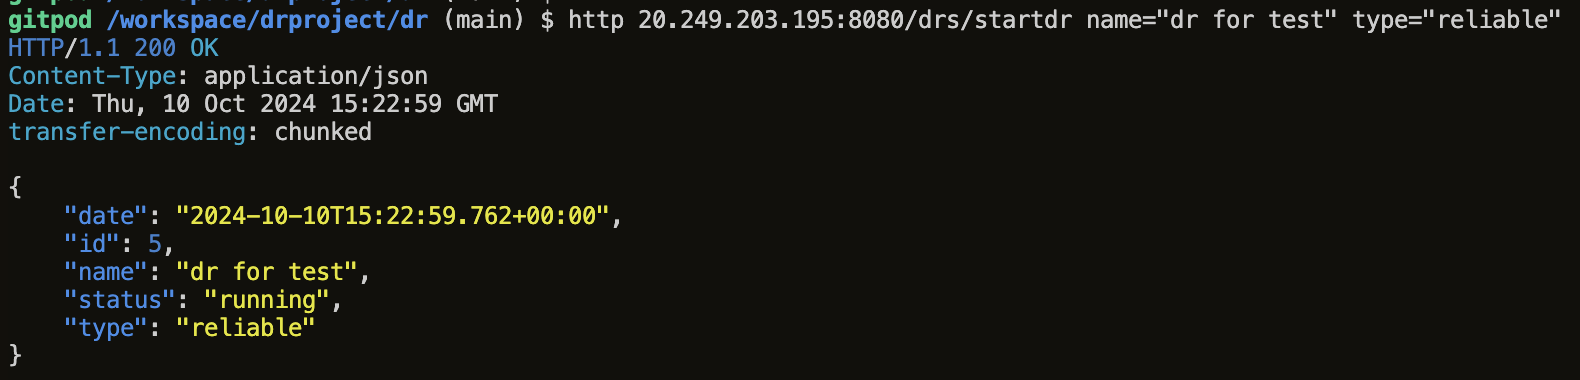 gitpod /workspace/drproject/dr (main) $ http 20.249.203.195:8080/drs/startdr name="dr for test" type="reliable"
HTTP/1.1 200 OK
Content-Type: application/json
Date: Thu, 10 Oct 2024 15:22:59 GMT
transfer-encoding: chunked

{
    "date": "2024-10-10T15:22:59.762+00:00",
    "id": 5,
    "name": "dr for test",
    "status": "running",
    "type": "reliable"
}